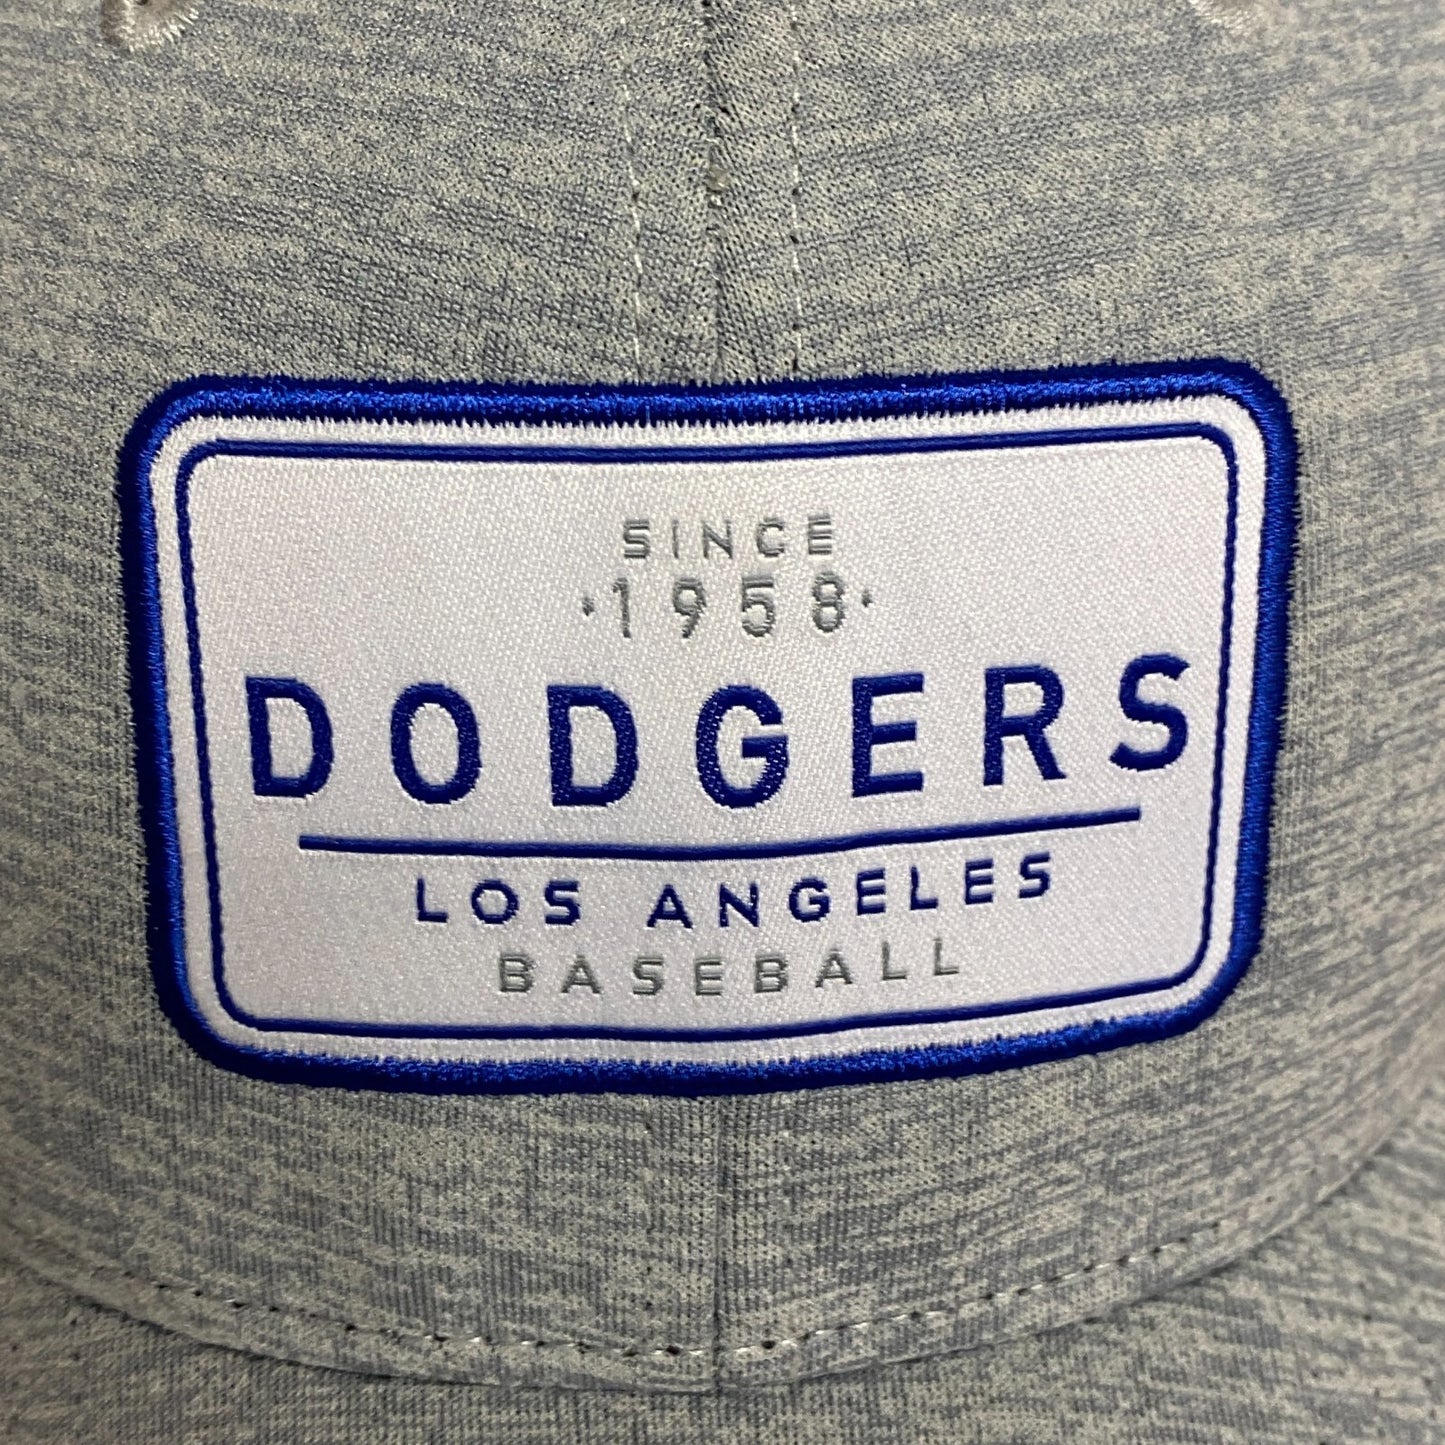 SINCE
·1958·
DODGERS
LOS ANGELES
BASEBALL